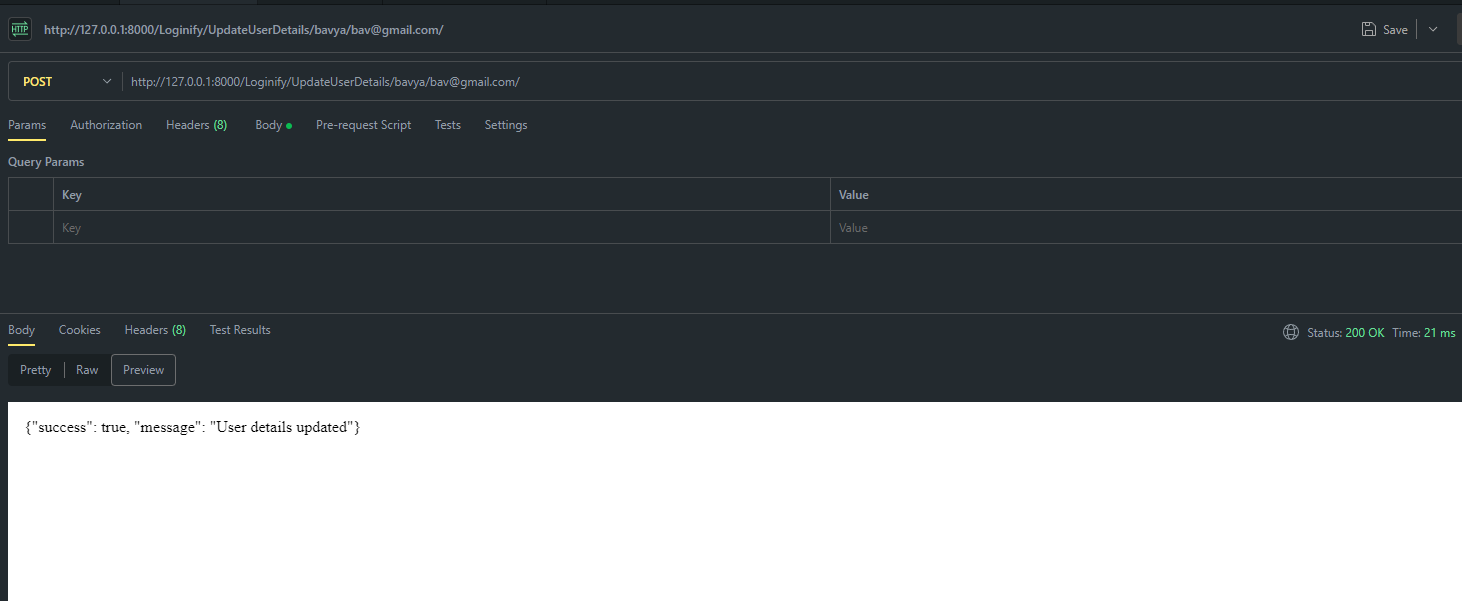 HTTP http://127.0.0.1:8000/Loginify/UpdateUserDetails/bavya/bav@gmail.com/ Save
POST http://127.0.0.1:8000/Loginify/UpdateUserDetails/bavya/bav@gmail.com/
Params Authorization Headers (8) Body Pre-request Script Tests Settings
Query Params
Key Value
Key Value
Body Cookies Headers (8) Test Results Status: 200 OK Time: 21 ms
Pretty Raw Preview
{"success": true, "message": "User details updated"}